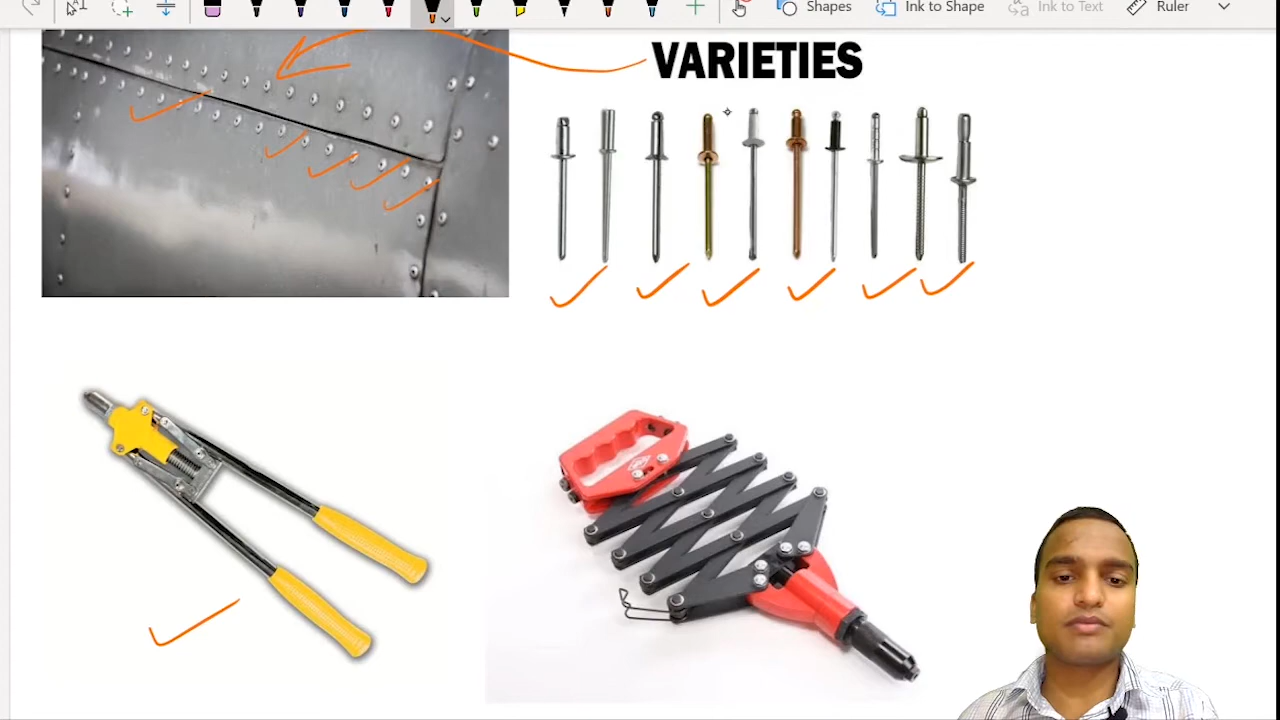 Shapes
Ink to Shape
Ink to Text
Ruler
VARIETIES